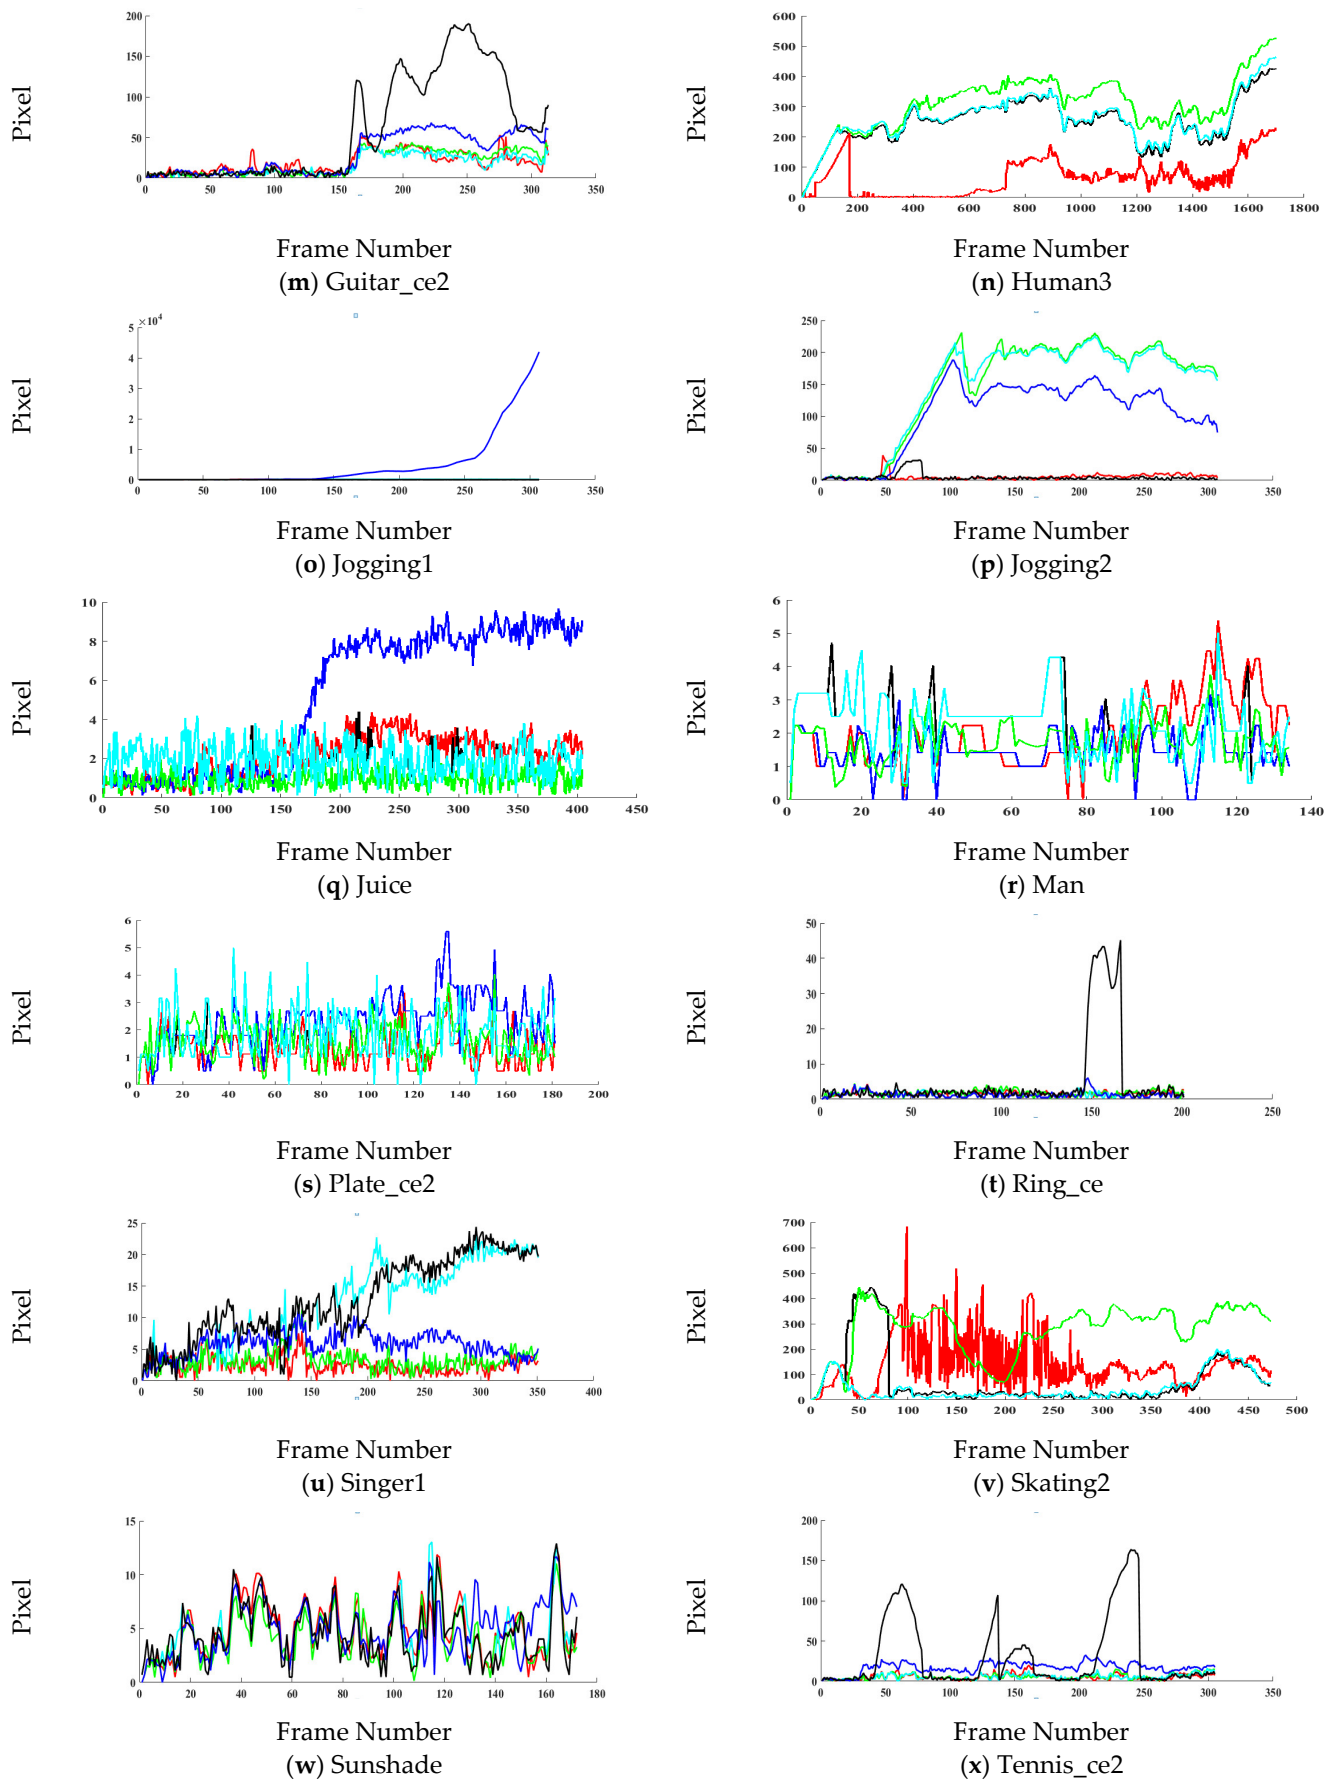 200
150
100
50
0
0 50 100 150 200 250 300 350
Pixel
Frame Number
(m) Guitar_ce2
600
500
400
300
200
100
0
0 200 400 600 800 1000 1200 1400 1600 1800
Pixel
Frame Number
(n) Human3
×10^4
5
4
3
2
1
0
0 50 100 150 200 250 300 350
Pixel
Frame Number
(o) Jogging1
250
200
150
100
50
0
0 50 100 150 200 250 300 350
Pixel
Frame Number
(p) Jogging2
10
8
6
4
2
0
0 50 100 150 200 250 300 350 400 450
Pixel
Frame Number
(q) Juice
6
5
4
3
2
1
0
0 20 40 60 80 100 120 140
Pixel
Frame Number
(r) Man
6
5
4
3
2
1
0
0 20 40 60 80 100 120 140 160 180 200
Pixel
Frame Number
(s) Plate_ce2
50
40
30
20
10
0
0 50 100 150 200 250
Pixel
Frame Number
(t) Ring_ce
25
20
15
10
5
0
0 50 100 150 200 250 300 350 400
Pixel
Frame Number
(u) Singer1
700
600
500
400
300
200
100
0
0 50 100 150 200 250 300 350 400 450 500
Pixel
Frame Number
(v) Skating2
15
10
5
0
0 20 40 60 80 100 120 140 160 180
Pixel
Frame Number
(w) Sunshade
200
150
100
50
0
0 50 100 150 200 250 300 350
Pixel
Frame Number
(x) Tennis_ce2